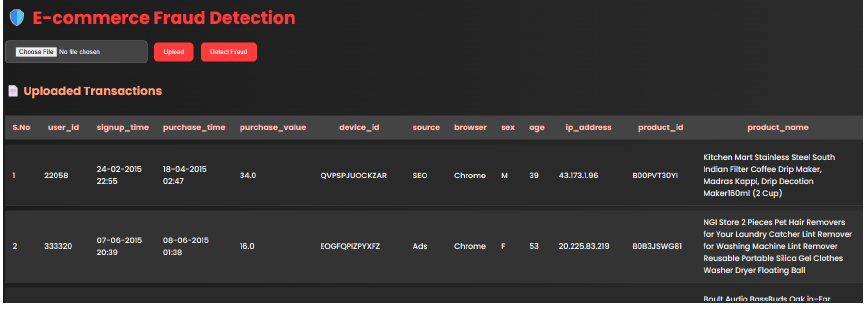 E-commerce Fraud Detection
Choose File No file chosen Upload Detect Fraud
Uploaded Transactions
S.No user_id signup_time purchase_time purchase_value device_id source browser sex age ip_address product_id product_name
Kitchen Mart Stainless Steel South
24-02-2015 18-04-2015 Indian Filter Coffee Drip Maker,
1 22058 34.0 QVPSPJUOCKZAR SEO Chrome M 39 43.173.1.96 B00PVT30YI
22:55 02:47 Madras Kappi, Drip Decotion
Maker160ml (2 Cup)
NGI Store 2 Pieces Pet Hair Removers
for Your Laundry Catcher Lint Remover
07-06-2015 08-06-2015
2 333320 16.0 EOGFQPIZPYXFZ Ads Chrome F 53 20.225.83.219 B0B3JSWG61 for Washing Machine Lint Remover
20:39 01:38 Reusable Portable Silica Gel Clothes
Washer Dryer Floating Ball
Boult Audio BassBuds Oak in-Ear